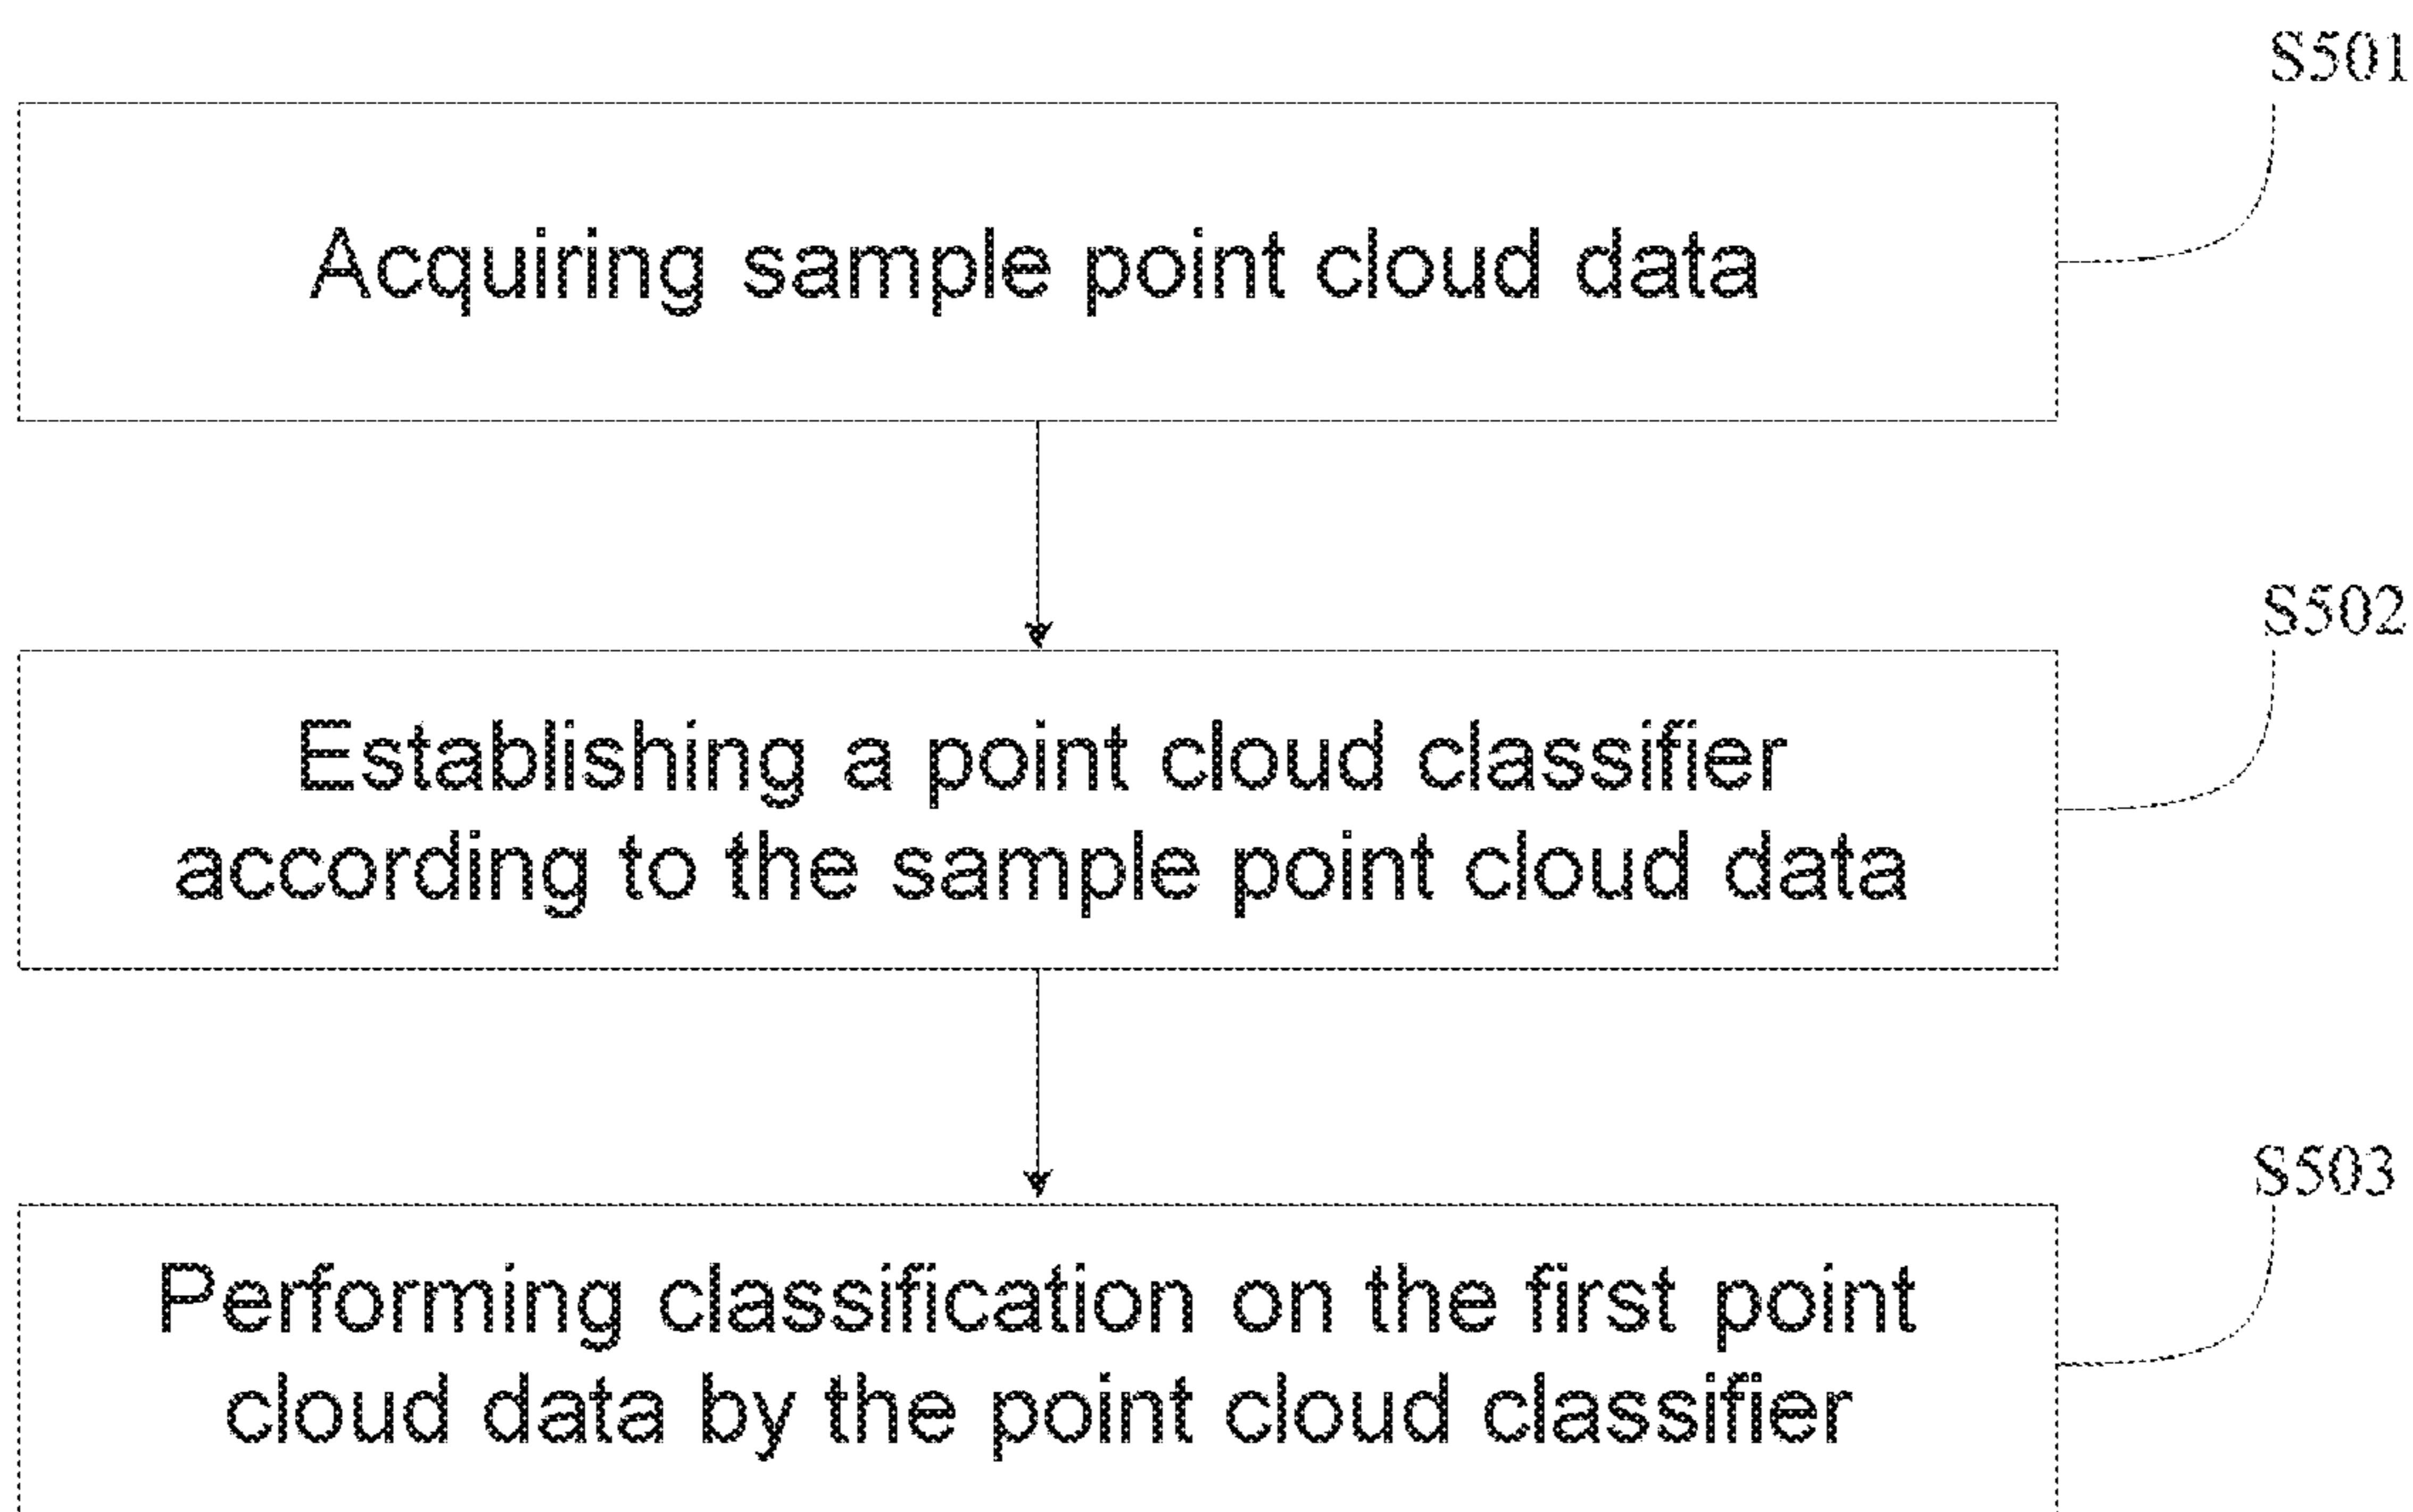 S501
Acquiring sample point cloud data
S502
Establishing a point cloud classifier
according to the sample point cloud data
S503
Performing classification on the first point
cloud data by the point cloud classifier